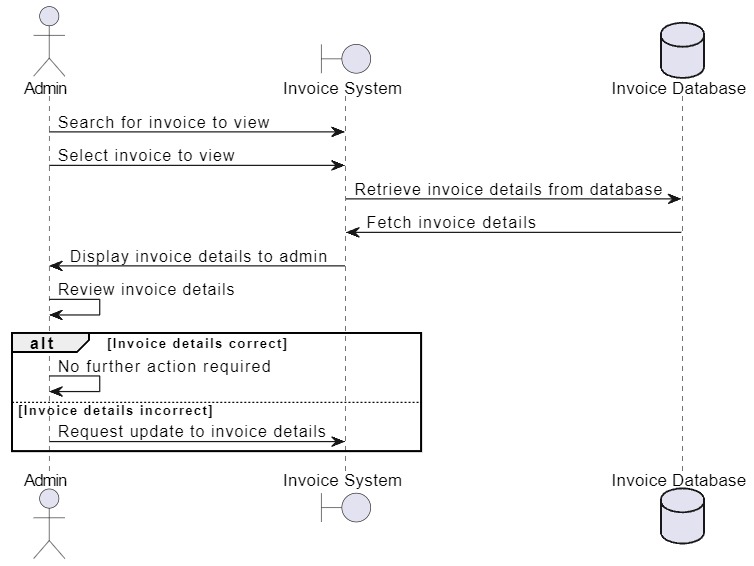 Admin
Invoice System
Invoice Database
Search for invoice to view
Select invoice to view
Retrieve invoice details from database
Fetch invoice details
Display invoice details to admin
Review invoice details
alt [Invoice details correct]
No further action required
[Invoice details incorrect]
Request update to invoice details
Admin
Invoice System
Invoice Database